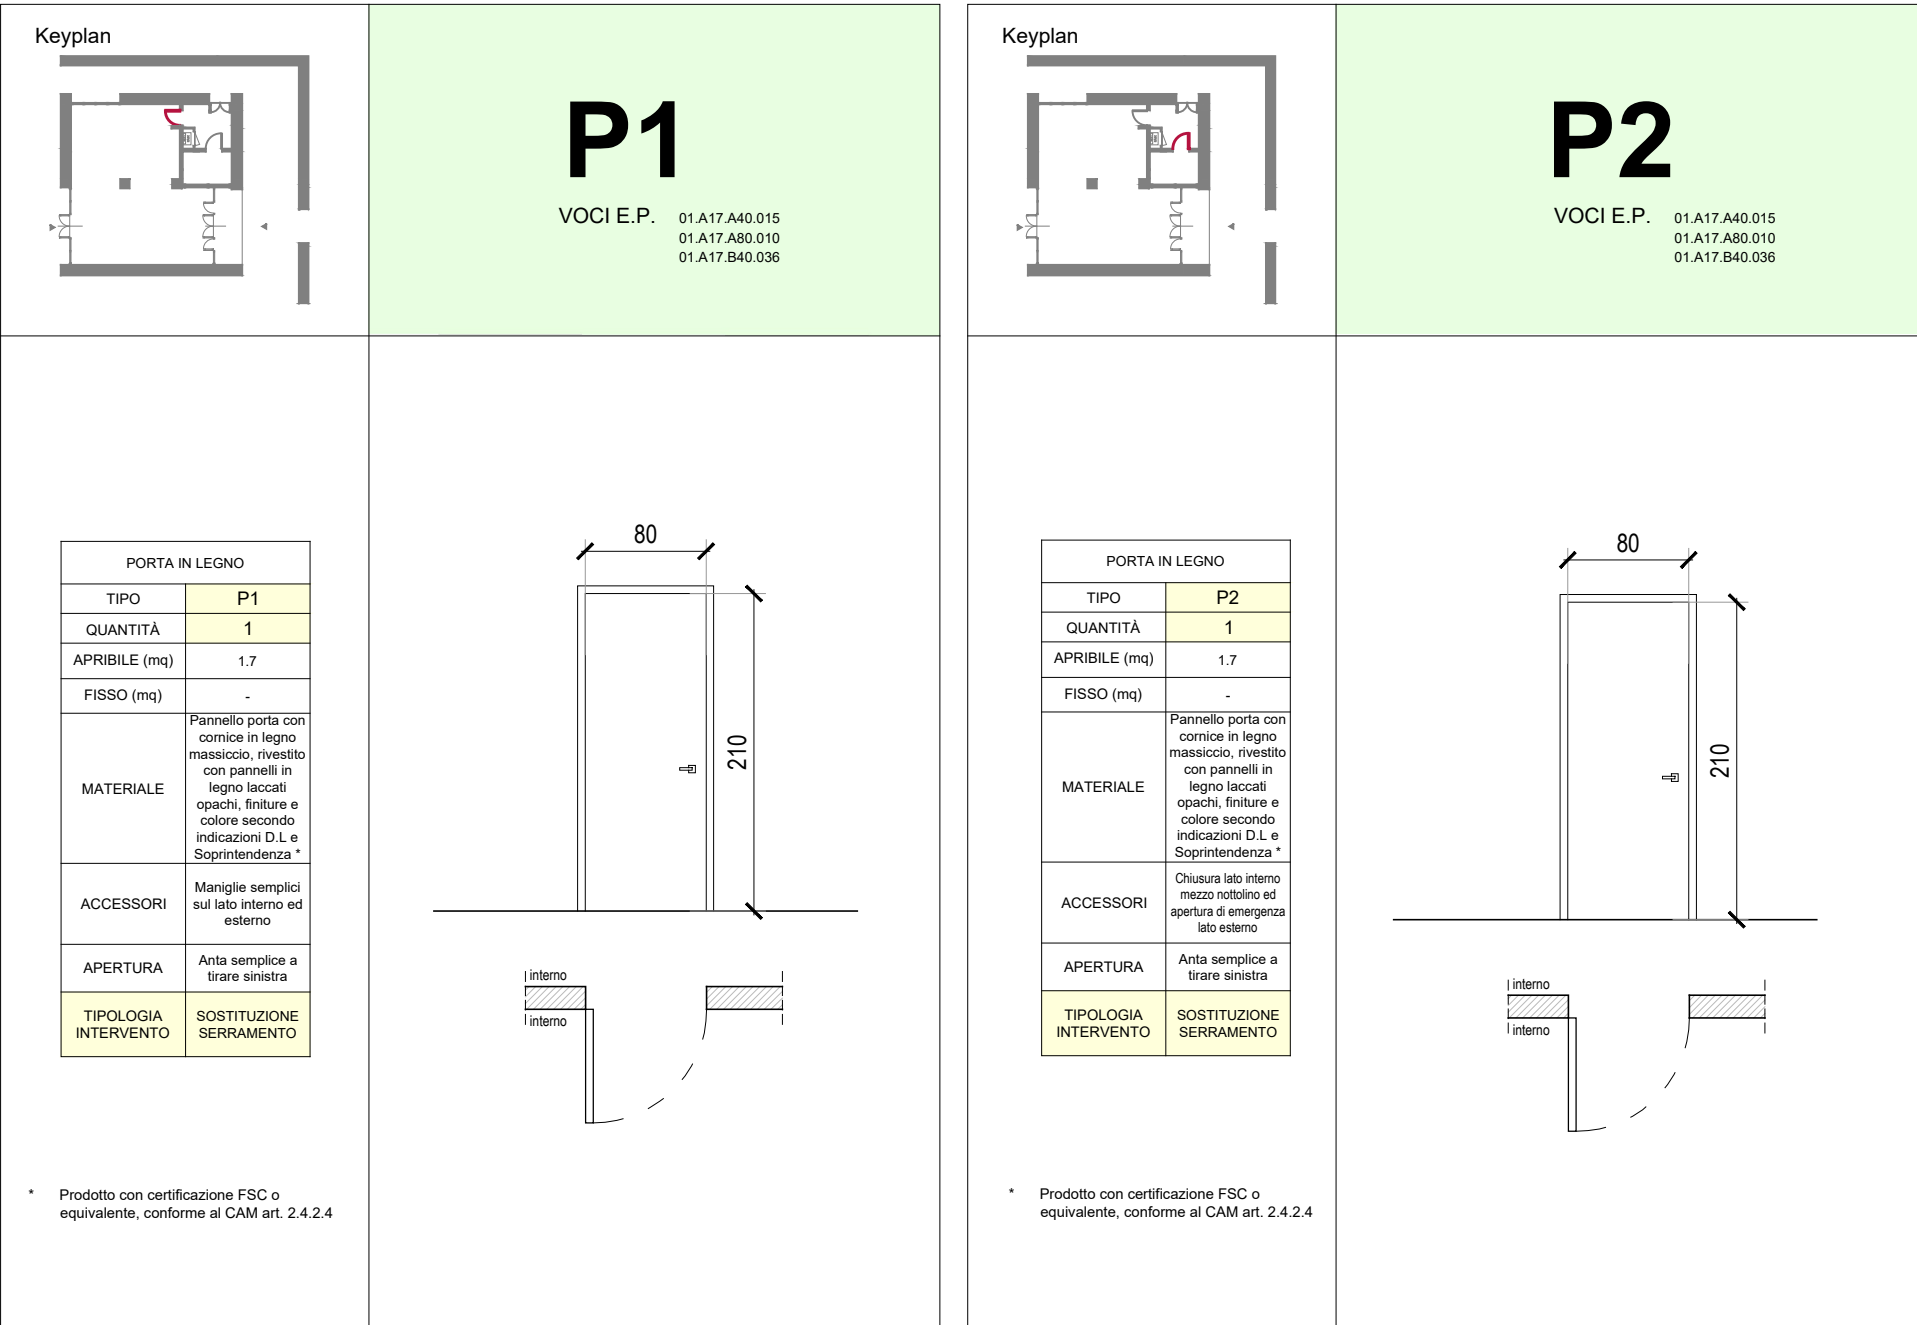 Keyplan
P1
VOCI E.P.
01.A17.A40.015
01.A17.A80.010
01.A17.B40.036
PORTA IN LEGNO
TIPO
P1
QUANTITÀ
1
APRIBILE (mq)
1.7
FISSO (mq)
-
MATERIALE
Pannello porta con
cornice in legno
massiccio, rivestito
con pannelli in
legno laccati
opachi, finiture e
colore secondo
indicazioni D.L e
Soprintendenza *
ACCESSORI
Maniglie semplici
sul lato interno ed
esterno
APERTURA
Anta semplice a
tirare sinistra
TIPOLOGIA
INTERVENTO
SOSTITUZIONE
SERRAMENTO
* Prodotto con certificazione FSC o
equivalente, conforme al CAM art. 2.4.2.4
80
210
interno
interno
Keyplan
P2
VOCI E.P.
01.A17.A40.015
01.A17.A80.010
01.A17.B40.036
PORTA IN LEGNO
TIPO
P2
QUANTITÀ
1
APRIBILE (mq)
1.7
FISSO (mq)
-
MATERIALE
Pannello porta con
cornice in legno
massiccio, rivestito
con pannelli in
legno laccati
opachi, finiture e
colore secondo
indicazioni D.L e
Soprintendenza *
ACCESSORI
Chiusura lato interno
mezzo nottolino ed
apertura di emergenza
lato esterno
APERTURA
Anta semplice a
tirare sinistra
TIPOLOGIA
INTERVENTO
SOSTITUZIONE
SERRAMENTO
* Prodotto con certificazione FSC o
equivalente, conforme al CAM art. 2.4.2.4
80
210
interno
interno